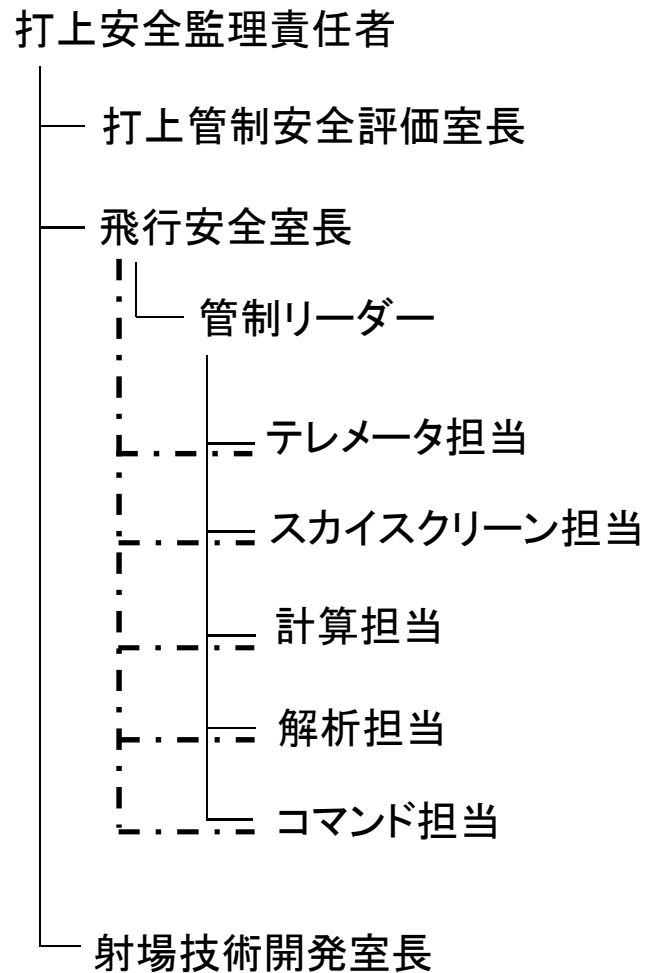 打上安全監理責任者
打上管制安全評価室長
飛行安全室長
管制リーダー
テレメータ担当
スカイスクリーン担当
計算担当
解析担当
コマンド担当
射場技術開発室長